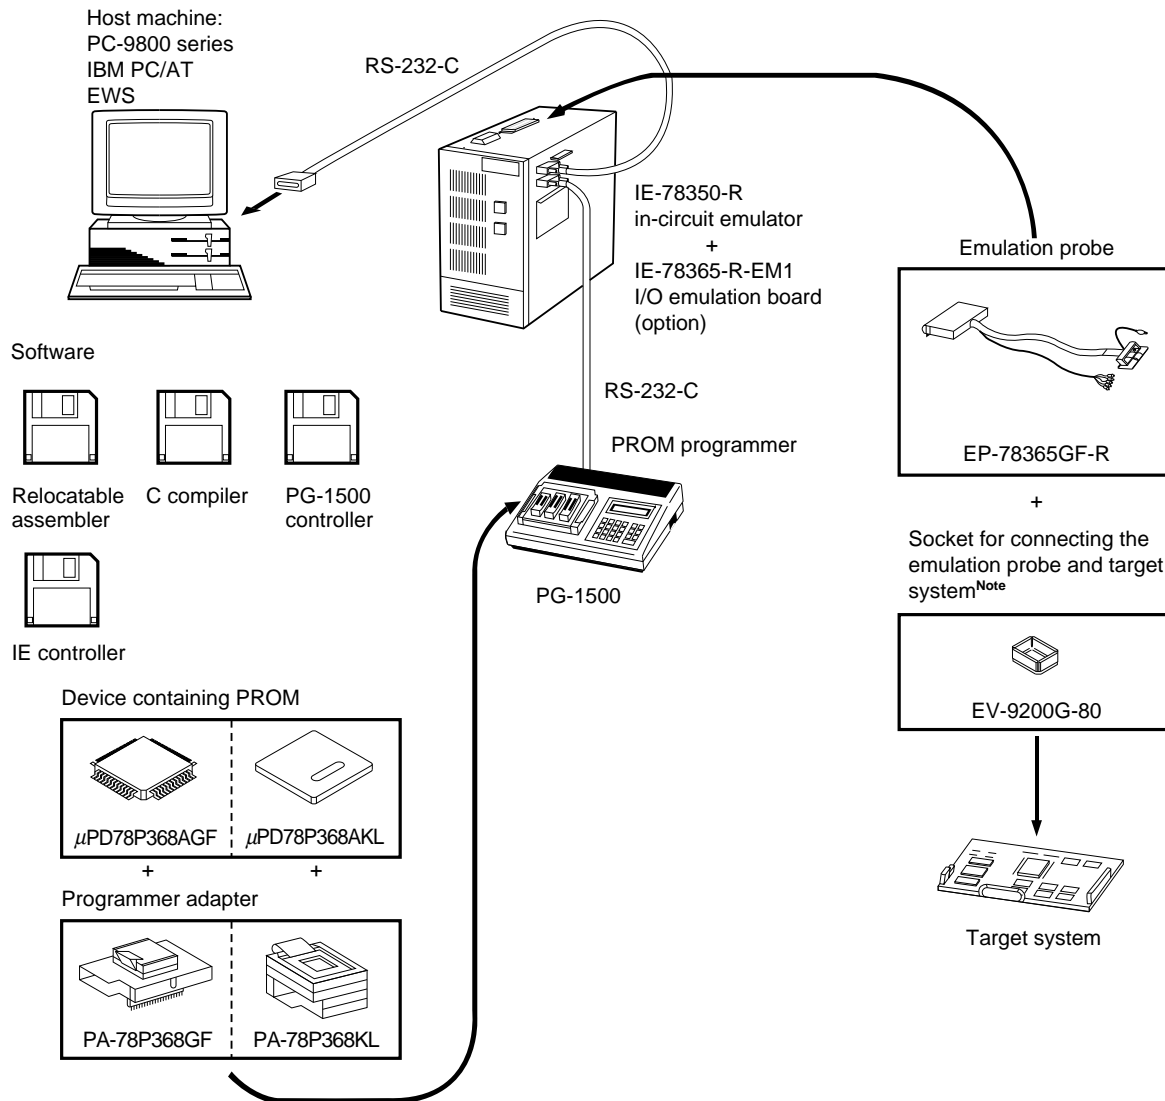 Host machine:
PC-9800 series
IBM PC/AT
EWS
RS-232-C
IE-78350-R
in-circuit emulator
+
IE-78365-R-EM1
I/O emulation board
(option)
Emulation probe
EP-78365GF-R
+
Socket for connecting the
emulation probe and target
systemNote
EV-9200G-80
Target system
Software
Relocatable
assembler
C compiler
PG-1500
controller
IE controller
RS-232-C
PROM programmer
PG-1500
Device containing PROM
μPD78P368AGF
μPD78P368AKL
+
+
Programmer adapter
PA-78P368GF
PA-78P368KL